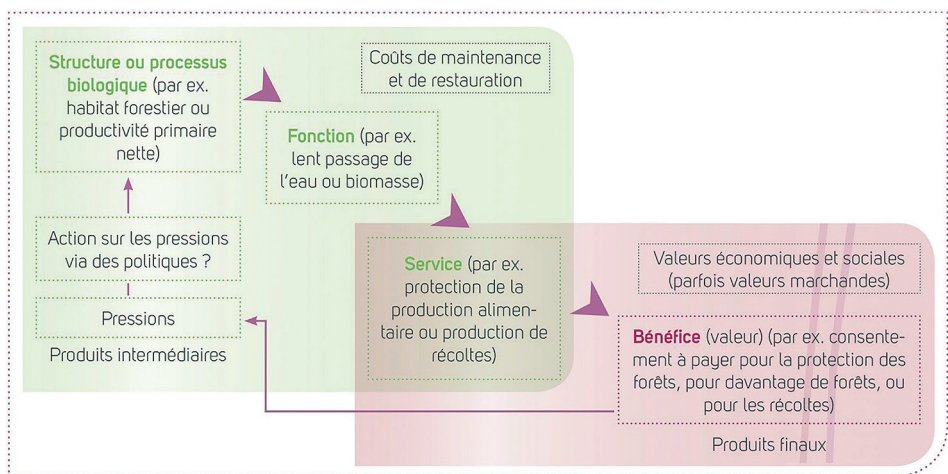 Structure ou processus
biologique (par ex.
habitat forestier ou
productivité primaire
nette)
Coûts de maintenance
et de restauration
Fonction (par ex.
lent passage de
l'eau ou biomasse)
Action sur les pressions
via des politiques ?
Pressions
Produits intermédiaires
Service (par ex.
protection de la
production alimen-
taire ou production de
récoltes)
Valeurs économiques et sociales
(parfois valeurs marchandes)
Bénéfice (valeur) (par ex. consente-
ment à payer pour la protection des
forêts, pour davantage de forêts, ou
pour les récoltes)
Produits finaux